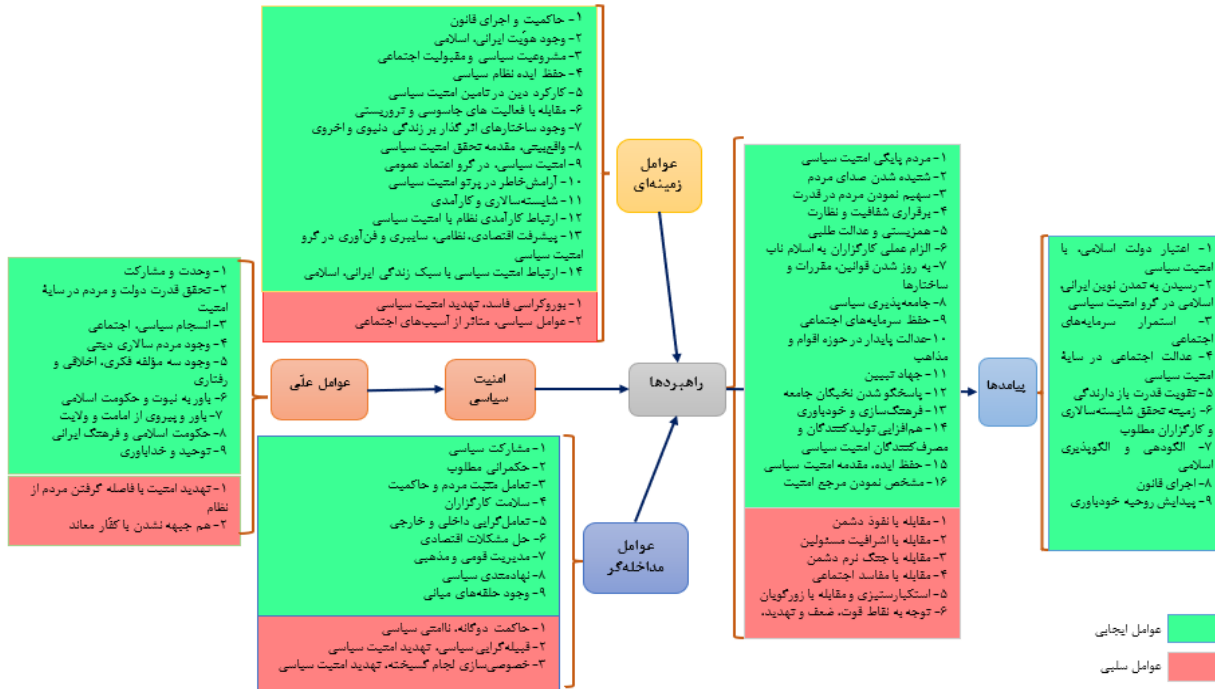 ۱- حاکمیت و اجرای قانون
۲- وجود هویّت ایرانی، اسلامی
۳- مشروعیت سیاسی و مقبولیت اجتماعی
۴- حفظ ایده نظام سیاسی
۵- کارکرد دین در تامین امنیت سیاسی
۶- مقابله با فعالیت های جاسوسی و تروریستی
۷- وجود ساختارهای اثر گذار بر زندگی دنیوی و اخروی
۸- واقع‌بینی، مقدمه تحقق امنیت سیاسی
۹- امنیت سیاسی، در گرو اعتماد عمومی
۱۰- آرامش‌خاطر در پرتو امنیت سیاسی
۱۱- شایسته‌سالاری و کارآمدی
۱۲- ارتباط کارآمدی نظام با امنیت سیاسی
۱۳- پیشرفت اقتصادی، نظامی، سایبری و فن‌آوری در گرو
امنیت سیاسی
۱۴- ارتباط امنیت سیاسی با سبک زندگی ایرانی، اسلامی
۱- بوروکراسی فاسد، تهدید امنیت سیاسی
۲- عوامل سیاسی، متاثر از آسیب‌های اجتماعی
عوامل
زمینه‌ای
۱- مردم پایگی امنیت سیاسی
۲- شنیده شدن صدای مردم
۳- سهیم نمودن مردم در قدرت
۴- برقراری شفافیت و نظارت
۵- همزیستی و عدالت طلبی
۶- الزام عملی کارگزاران به اسلام ناب
۷- به روز شدن قوانین، مقررات و
ساختارها
۸- جامعه‌پذیری سیاسی
۹- حفظ سرمایه‌های اجتماعی
۱۰- عدالت پایدار در حوزه اقوام و
مذاهب
۱۱- جهاد تبیین
۱۲- پاسخگو شدن نخبگان جامعه
۱۳- فرهنگ‌سازی و خودباوری
۱۴- هم‌افزایی تولیدکنندگان و
مصرف‌کنندگان امنیت سیاسی
۱۵- حفظ ایده، مقدمه امنیت سیاسی
۱۶- مشخص نمودن مرجع امنیت
۱- مقابله با نفوذ دشمن
۲- مقابله با اشرافیت مسئولین
۳- مقابله با جنگ نرم دشمن
۴- مقابله با مفاسد اجتماعی
۵- استکبارستیزی و مقابله با زورگویان
۶- توجه به نقاط قوت، ضعف و تهدید،
۱- اعتبار دولت اسلامی، با
امنیت سیاسی
۲- رسیدن به تمدن نوین ایرانی،
اسلامی در گرو امنیت سیاسی
۳- استمرار سرمایه‌های
اجتماعی
۴- عدالت اجتماعی در سایۀ
امنیت سیاسی
۵- تقویت قدرت باز دارندگی
۶- زمینه تحقق شایسته‌سالاری
و کارگزاران مطلوب
۷- الگودهی و الگوپذیری
اسلامی
۸- اجرای قانون
۹- پیدایش روحیه خودباوری
پیامدها
راهبردها
امنیت
سیاسی
عوامل علّی
۱- وحدت و مشارکت
۲- تحقق قدرت دولت و مردم در سایۀ
امنیت
۳- انسجام سیاسی، اجتماعی
۴- وجود مردم سالاری دینی
۵- وجود سه مؤلفه فکری، اخلاقی و
رفتاری
۶- باور به نبوت و حکومت اسلامی
۷- باور و پیروی از امامت و ولایت
۸- حکومت اسلامی و فرهنگ ایرانی
۹- توحید و خداباوری
۱- تهدید امنیت با فاصله گرفتن مردم از
نظام
۲- هم جبهه نشدن با کفّار معاند
۱- مشارکت سیاسی
۲- حکمرانی مطلوب
۳- تعامل مثبت مردم و حاکمیت
۴- سلامت کارگزاران
۵- تعامل‌گرایی داخلی و خارجی
۶- حل مشکلات اقتصادی
۷- مدیریت قومی و مذهبی
۸- نهادمندی سیاسی
۹- وجود حلقه‌های میانی
۱- حاکمت دوگانه، ناامنی سیاسی
۲- قبیله‌گرایی سیاسی، تهدید امنیت سیاسی
۳- خصوصی‌سازی لجام گسیخته، تهدید امنیت سیاسی
عوامل
مداخله‌گر
عوامل ایجابی
عوامل سلبی